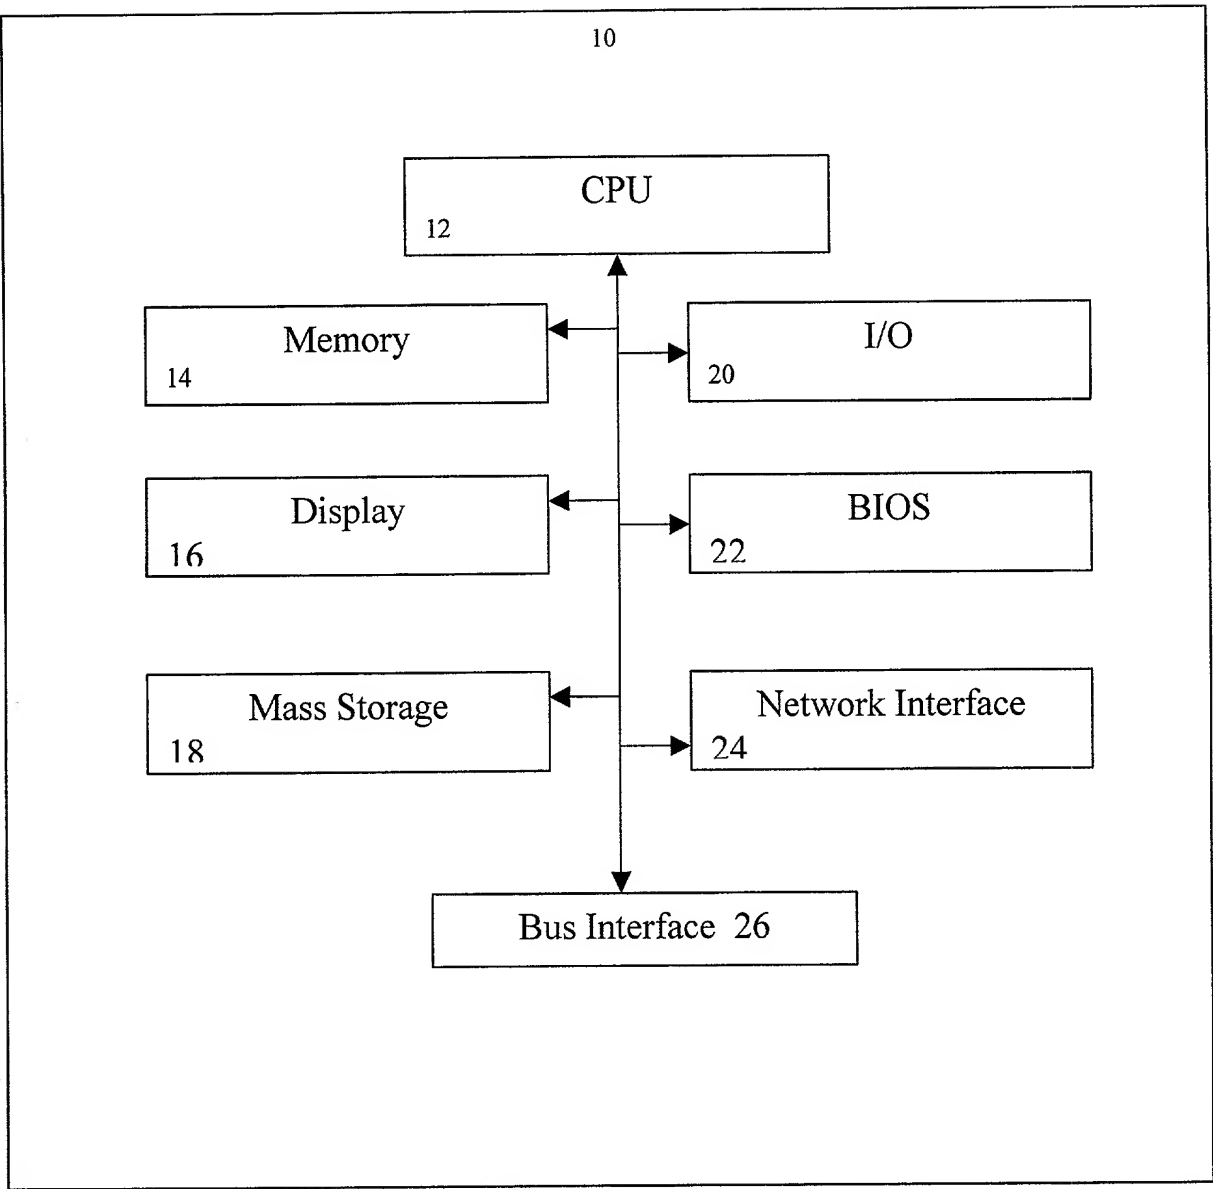 10
CPU
12
Memory
14
I/O
20
Display
16
BIOS
22
Mass Storage
18
Network Interface
24
Bus Interface 26